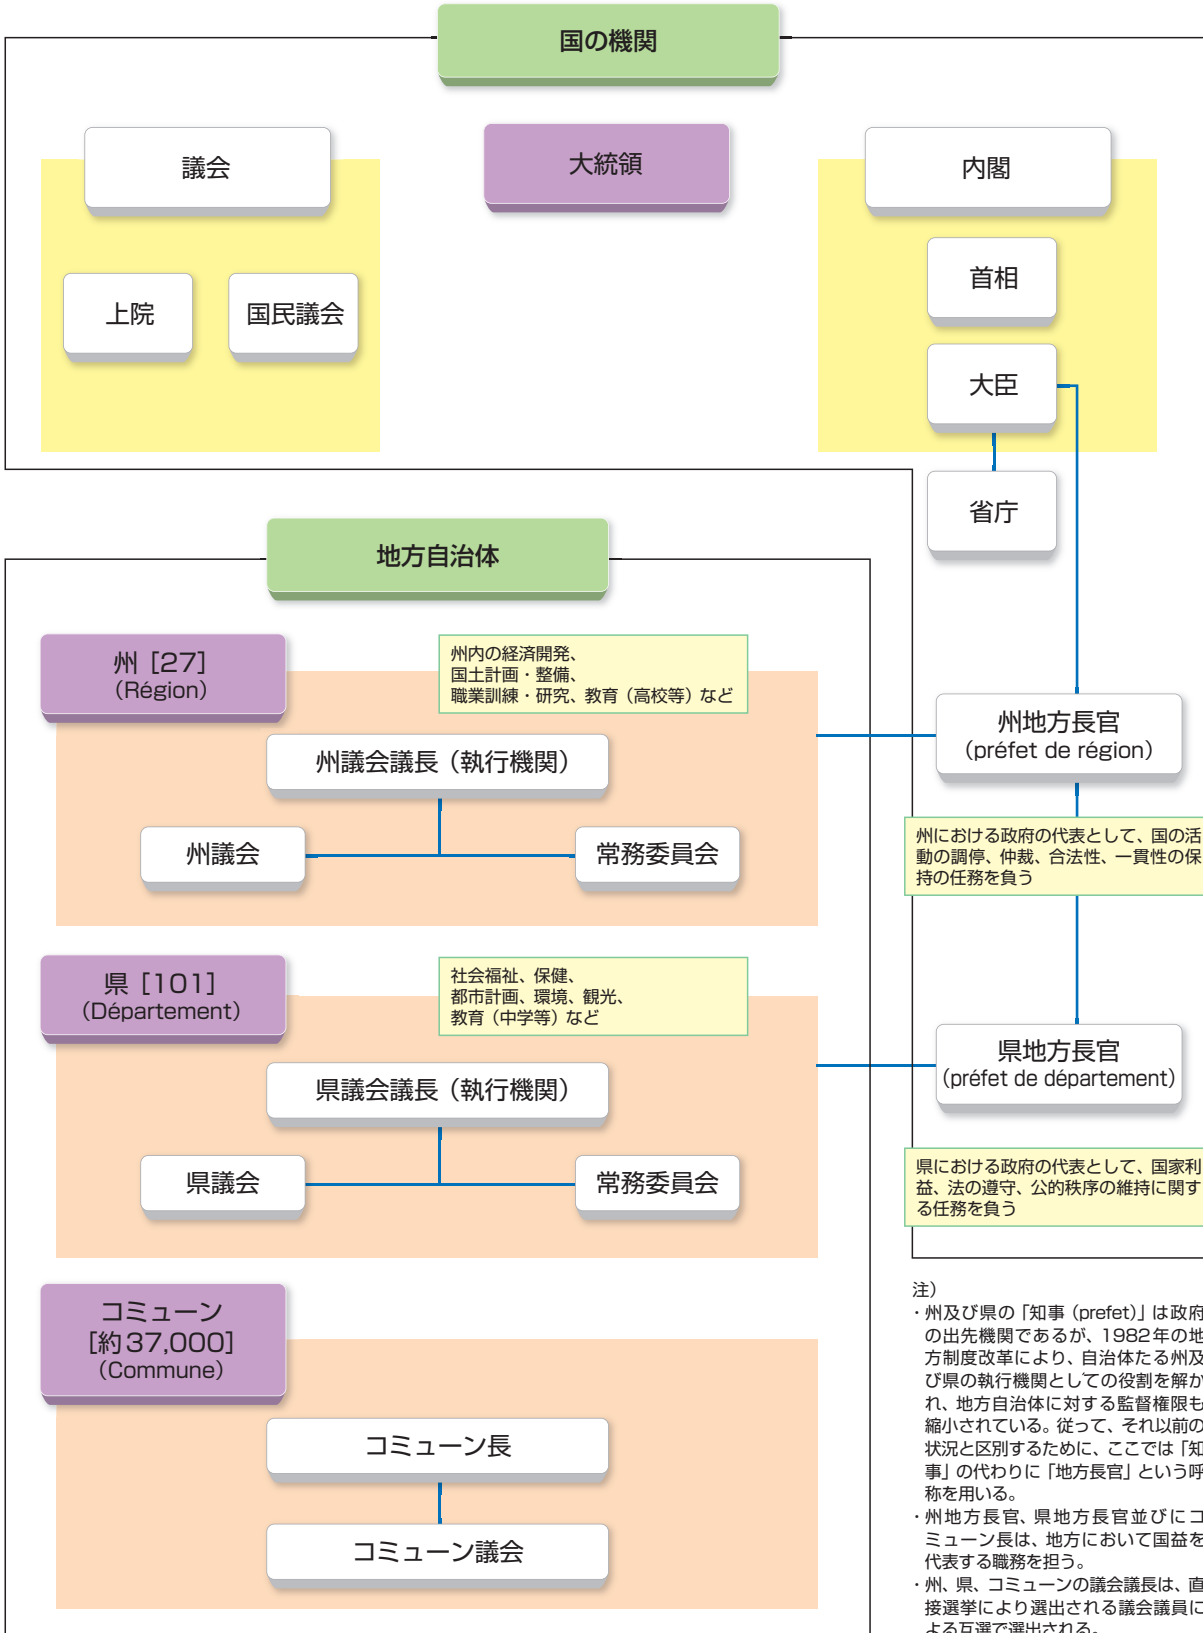 国の機関
議会
大統領
内閣
上院
国民議会
首相
大臣
省庁
地方自治体
州 [27]
(Région)
州内の経済開発、
国土計画・整備、
職業訓練・研究、教育（高校等）など
州議会議長（執行機関）
州議会
常務委員会
州地方長官
(préfet de région)
州における政府の代表として、国の活
動の調停、仲裁、合法性、一貫性の保
持の任務を負う
県 [101]
(Département)
社会福祉、保健、
都市計画、環境、観光、
教育（中学等）など
県議会議長（執行機関）
県議会
常務委員会
県地方長官
(préfet de département)
県における政府の代表として、国家利
益、法の遵守、公的秩序の維持に関す
る任務を負う
コミューン
[約37,000]
(Commune)
コミューン長
コミューン議会
注）
・州及び県の「知事（prefet)」は政府
の出先機関であるが、1982年の地
方制度改革により、自治体たる州及
び県の執行機関としての役割を解か
れ、地方自治体に対する監督権限も
縮小されている。従って、それ以前の
状況と区別するために、ここでは「知
事」の代わりに「地方長官」という呼
称を用いる。
・州地方長官、県地方長官並びにコ
ミューン長は、地方において国益を
代表する職務を担う。
・州、県、コミューンの議会議長は、直
接選挙により選出される議会議員に
よる互選で選出される。